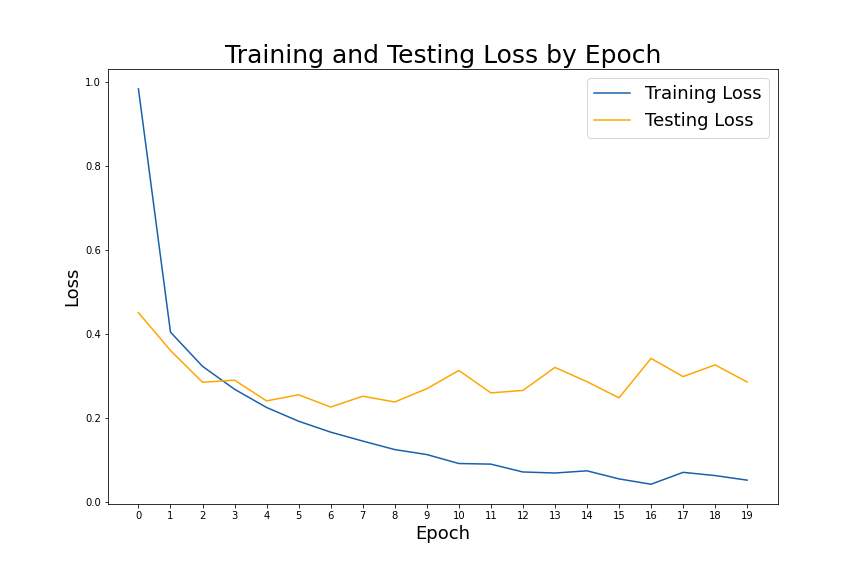 Training and Testing Loss by Epoch
Training Loss
Testing Loss
Loss
1.0
0.8
0.6
0.4
0.2
0.0
0 1 2 3 4 5 6 7 8 9 10 11 12 13 14 15 16 17 18 19
Epoch